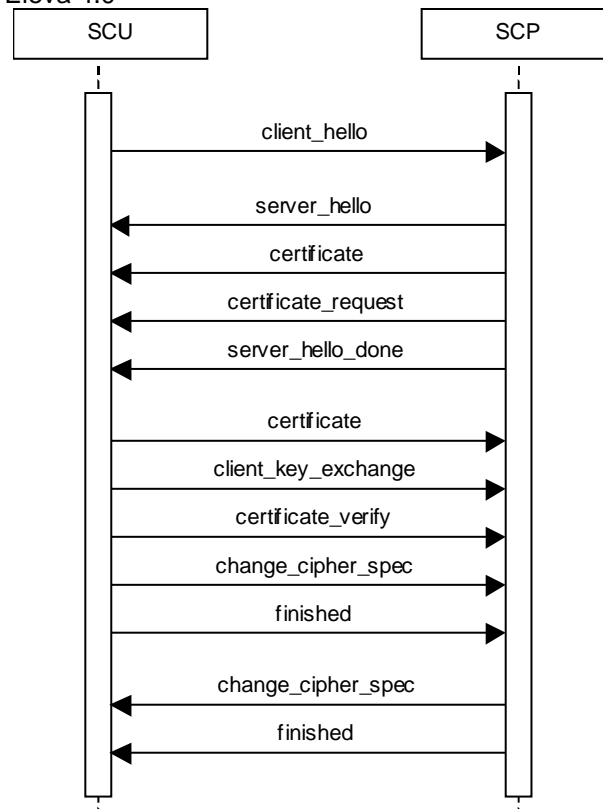 SCU SCP
client_hello
server_hello
certificate
certificate_request
server_hello_done
certificate
client_key_exchange
certificate_verify
change_cipher_spec
finished
change_cipher_spec
finished